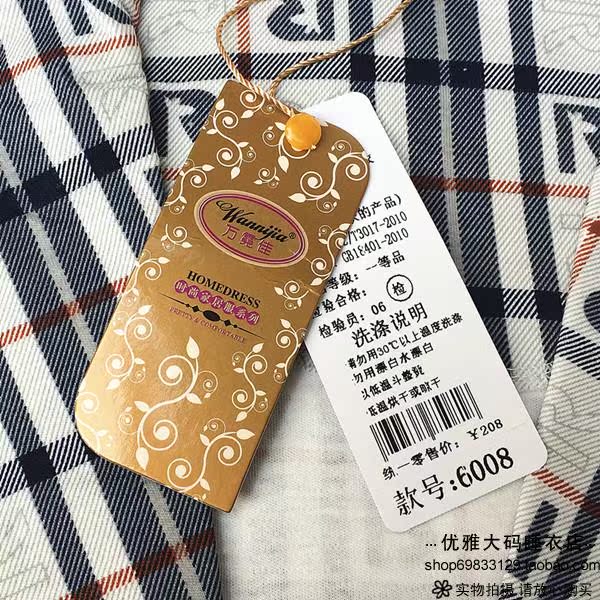 Wannijia
万霓佳
HOMEDRESS
时尚家居服系列
PRETTY & COMFORTABLE
的产品)
/T3017-2010
GB18401-2010
等级: 一等品
验合格: 检
检验员: 06
洗涤说明
请勿用30℃以上温度洗涤
勿用漂白水漂白
以低温斗熨烫
低温烘干或晾干
统一零售价: ¥208
款号:6008
…优雅大码睡衣店…
shop69833129.taobao.com
实物拍摄 请放心购买